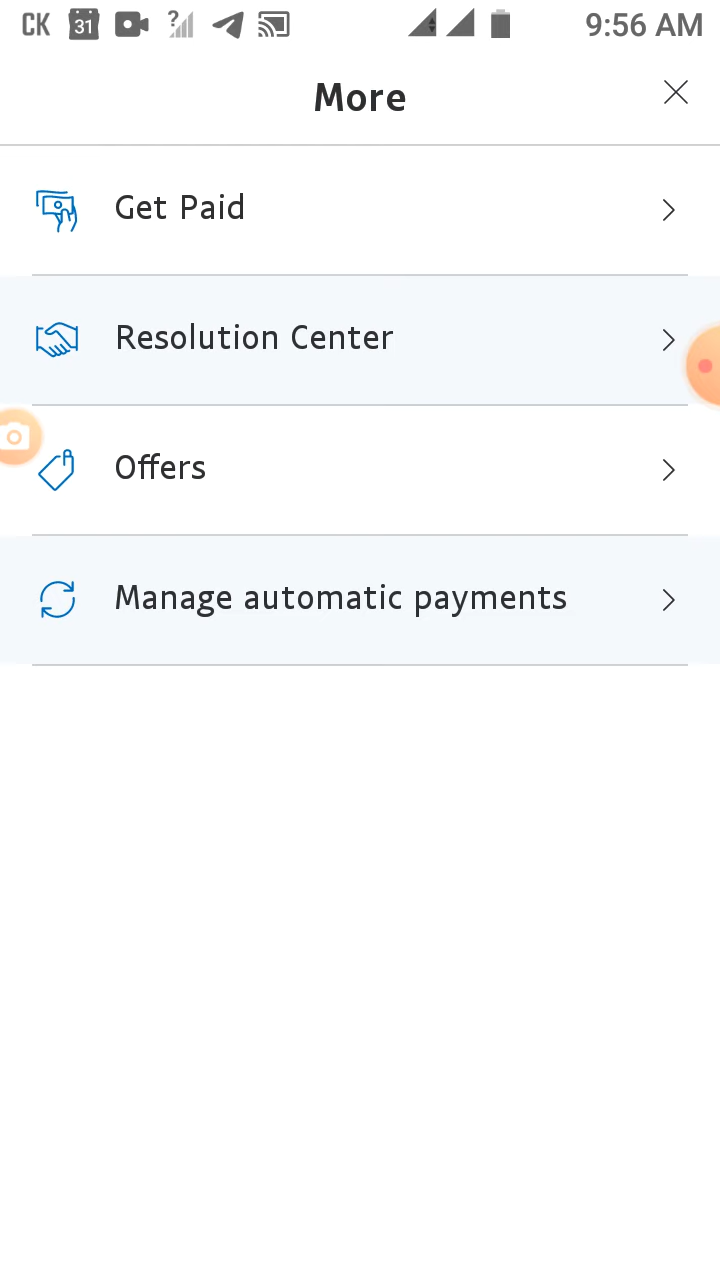 CK 31 ? 9:56 AM
More
Get Paid
Resolution Center
Offers
Manage automatic payments